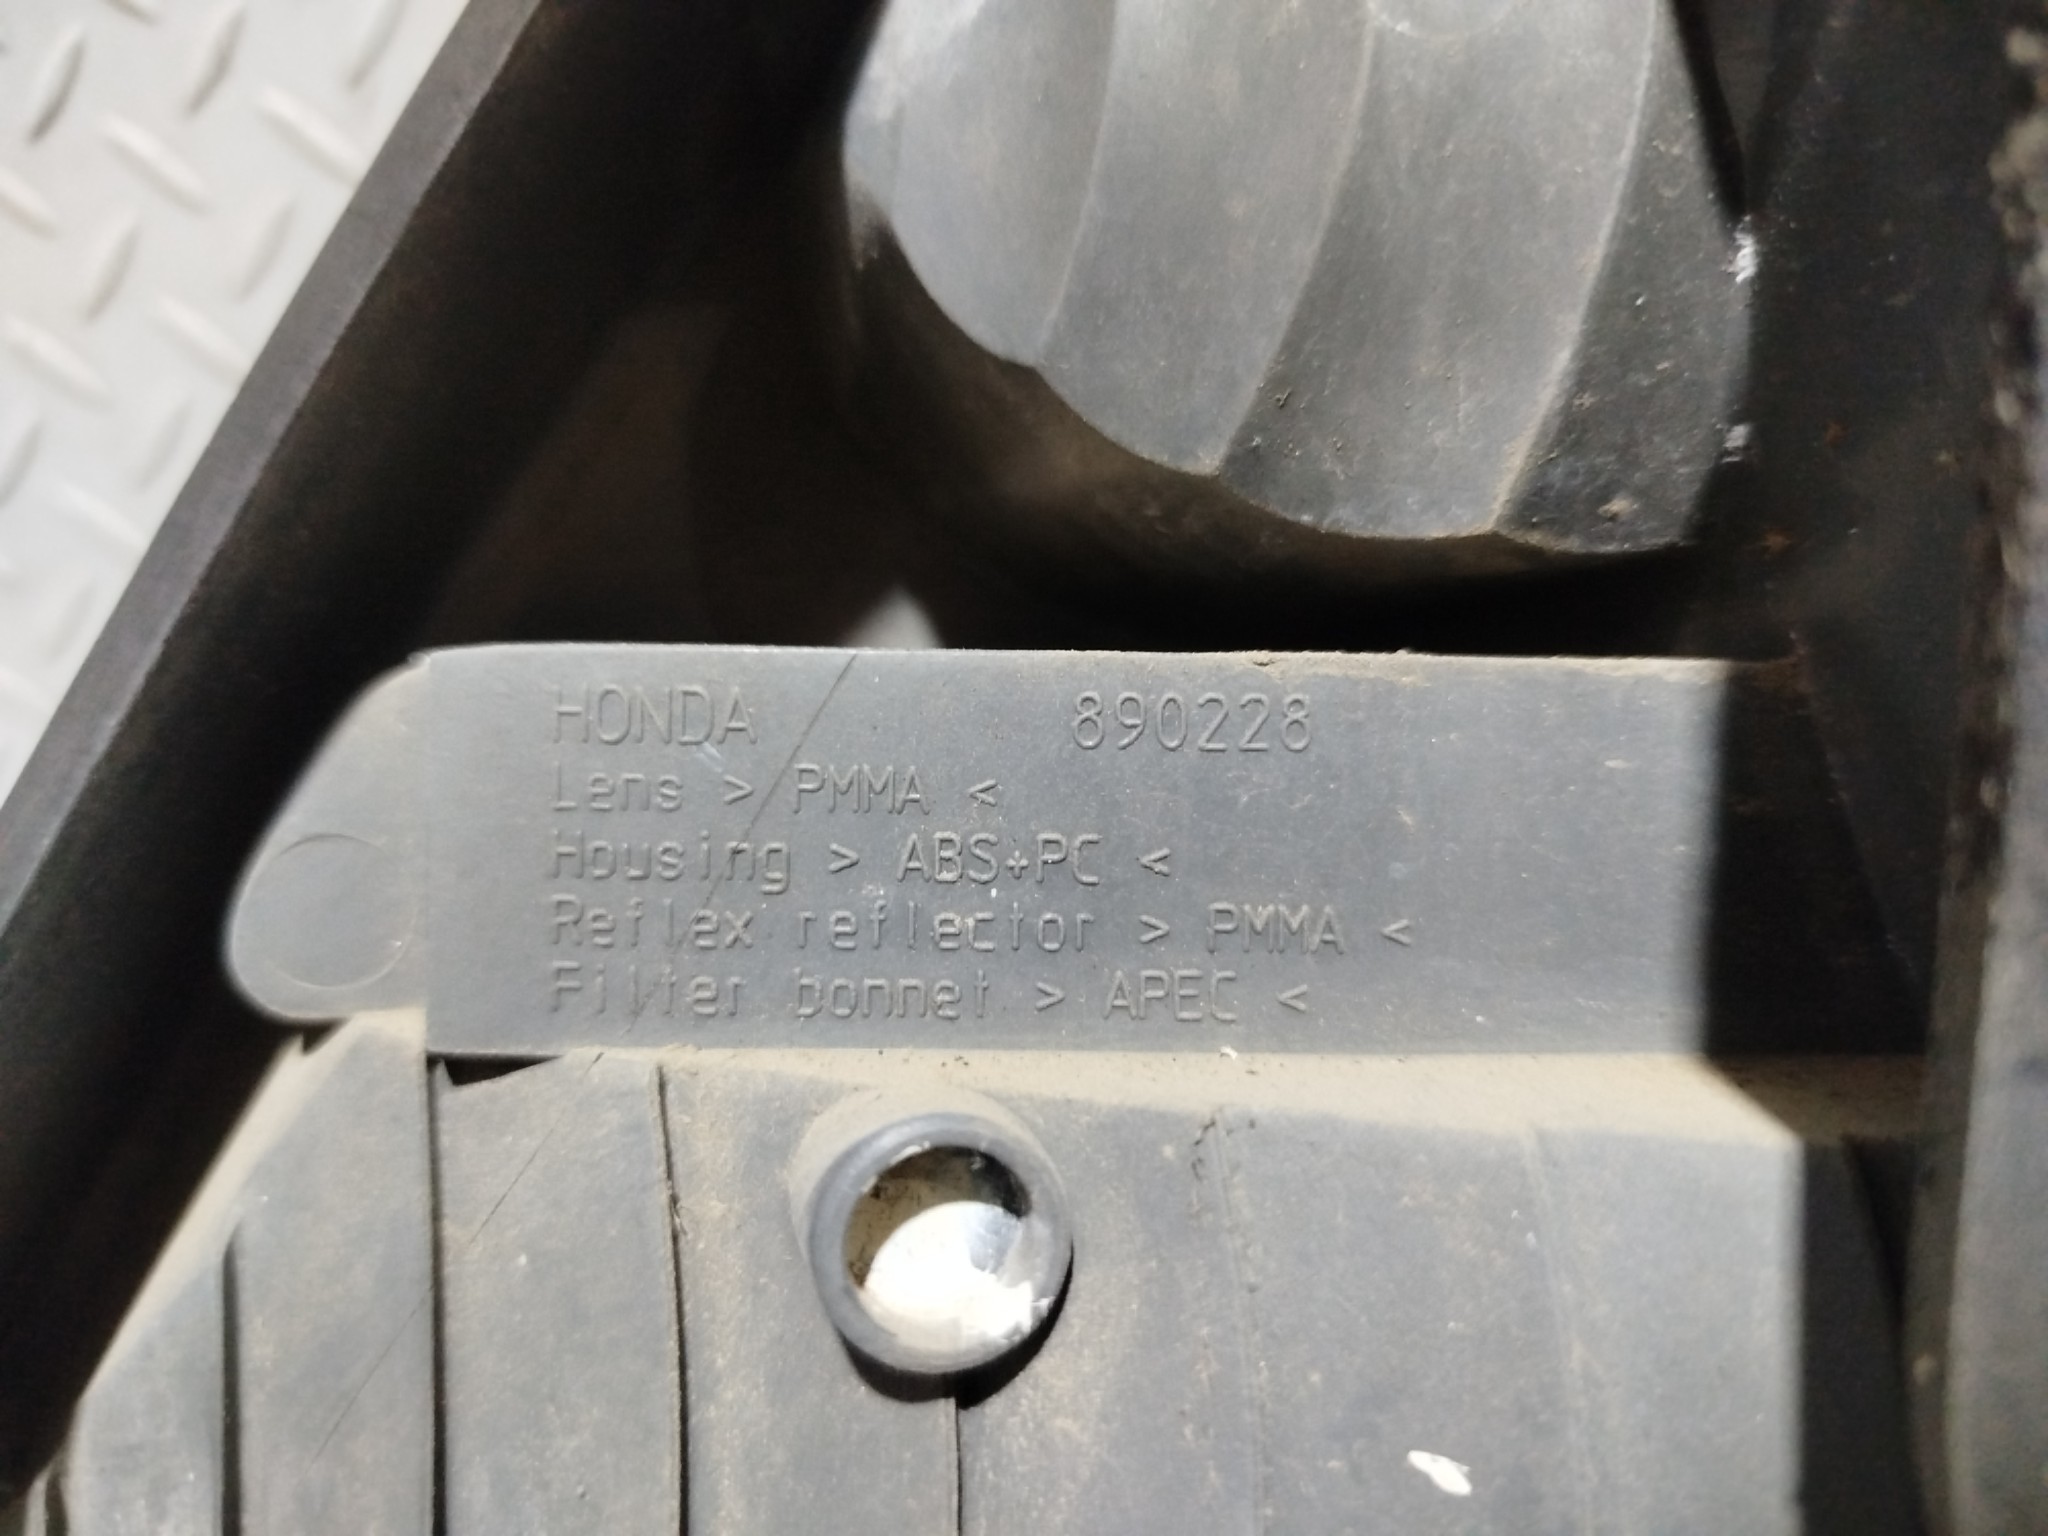 HONDA 890228
Lens > PMMA <
Housing > ABS+PC <
Reflex reflector > PMMA <
Filter bonnet > APEC <